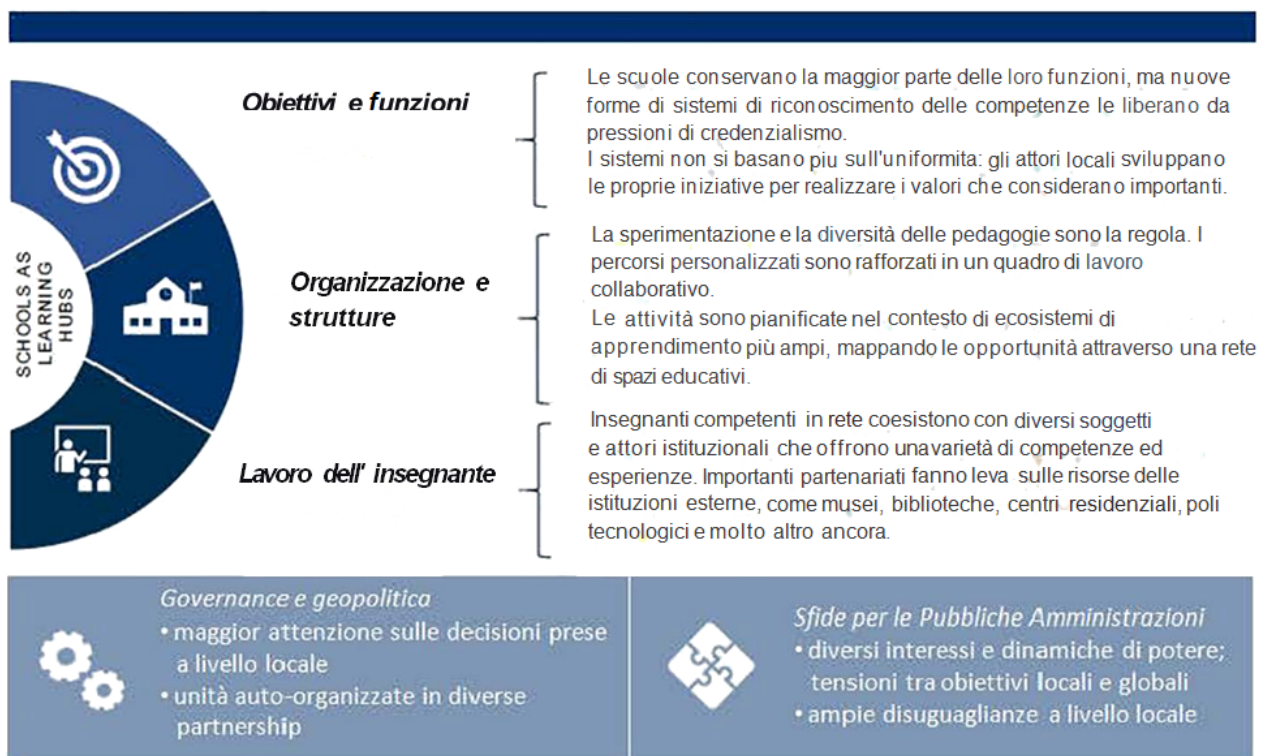 SCHOOLS AS
LEARNING
HUBS
Obiettivi e funzioni
Le scuole conservano la maggior parte delle loro funzioni, ma nuove
forme di sistemi di riconoscimento delle competenze le liberano da
pressioni di credenzialismo.
I sistemi non si basano piu sull'uniformita: gli attori locali sviluppano
le proprie iniziative per realizzare i valori che considerano importanti.
Organizzazione e
strutture
La sperimentazione e la diversità delle pedagogie sono la regola. I
percorsi personalizzati sono rafforzati in un quadro di lavoro
collaborativo.
Le attività sono pianificate nel contesto di ecosistemi di
apprendimento più ampi, mappando le opportunità attraverso una rete
di spazi educativi.
Lavoro dell' insegnante
Insegnanti competenti in rete coesistono con diversi soggetti
e attori istituzionali che offrono unavarietà di competenze ed
esperienze. Importanti partenariati fanno leva sulle risorse delle
istituzioni esterne, come musei, biblioteche, centri residenziali, poli
tecnologici e molto altro ancora.
Governance e geopolitica
• maggior attenzione sulle decisioni prese
a livello locale
• unità auto-organizzate in diverse
partnership
Sfide per le Pubbliche Amministrazioni
• diversi interessi e dinamiche di potere;
tensioni tra obiettivi locali e globali
• ampie disuguaglianze a livello locale